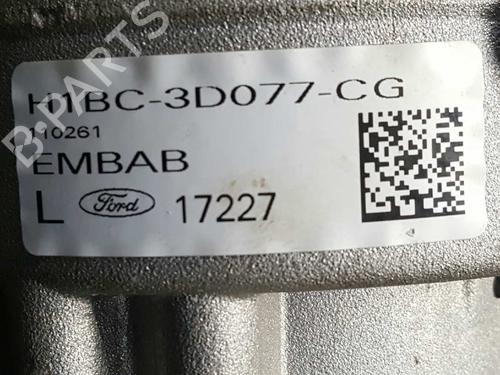 H1BC-3D077-CG
110261
EMBAB
L Ford 17227
B-PARTS